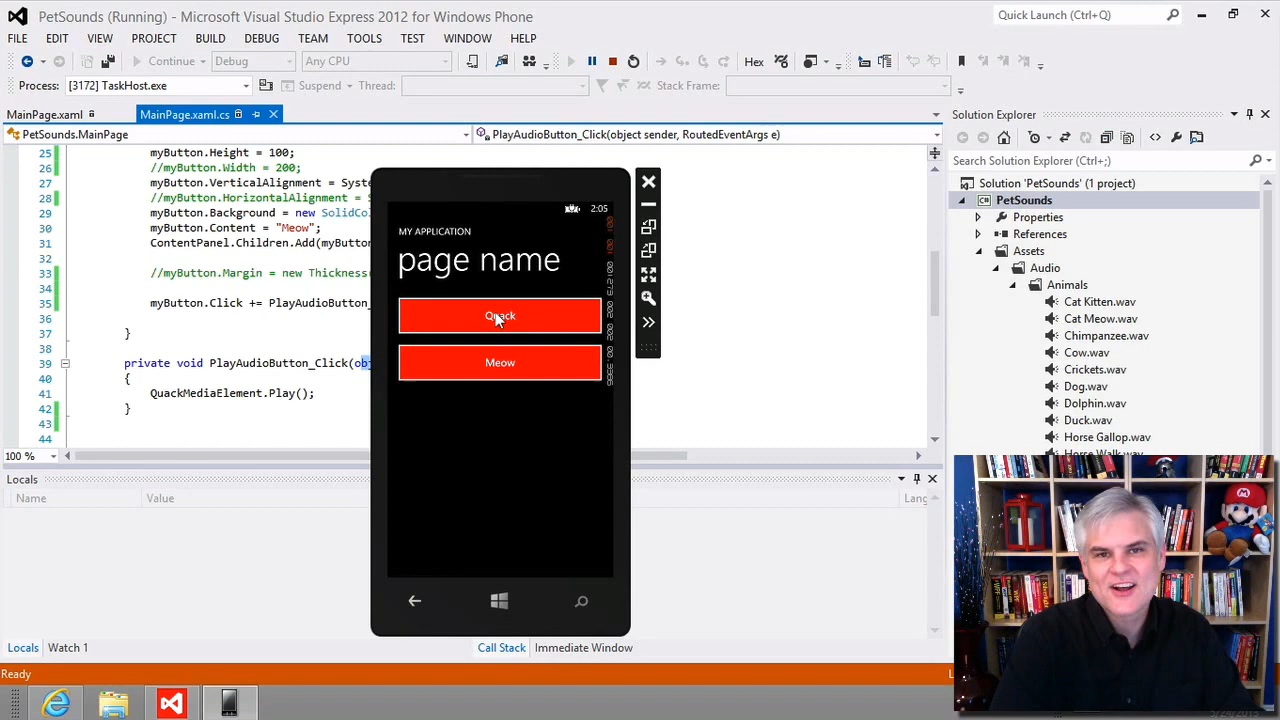 PetSounds (Running) - Microsoft Visual Studio Express 2012 for Windows Phone
Quick Launch (Ctrl+Q)
FILE EDIT VIEW PROJECT BUILD DEBUG TEAM TOOLS TEST WINDOW HELP
Continue Debug Any CPU Hex
Process: [3172] TaskHost.exe Suspend Thread: Stack Frame:
MainPage.xaml MainPage.xaml.cs
PetSounds.MainPage PlayAudioButton_Click(object sender, RoutedEventArgs e)
25 myButton.Height = 100;
26 //myButton.Width = 200;
27 myButton.VerticalAlignment = Syste
28 //myButton.HorizontalAlignment = S
29 myButton.Background = new SolidCol
30 myButton.Content = "Meow";
31 ContentPanel.Children.Add(myButto
32
33 //myButton.Margin = new Thickness(
34
35 myButton.Click += PlayAudioButton_
36
37 }
38
39 private void PlayAudioButton_Click(obj
40 {
41 QuackMediaElement.Play();
42 }
43
44
100 %
2:05
MY APPLICATION
page name
Quack
Meow
Solution Explorer
Search Solution Explorer (Ctrl+;)
Solution 'PetSounds' (1 project)
PetSounds
Properties
References
Assets
Audio
Animals
Cat Kitten.wav
Cat Meow.wav
Chimpanzee.wav
Cow.wav
Crickets.wav
Dog.wav
Dolphin.wav
Duck.wav
Horse Gallop.wav
Horse Walk.wav
Locals
Name Value Lang
Locals Watch 1 Call Stack Immediate Window
Ready